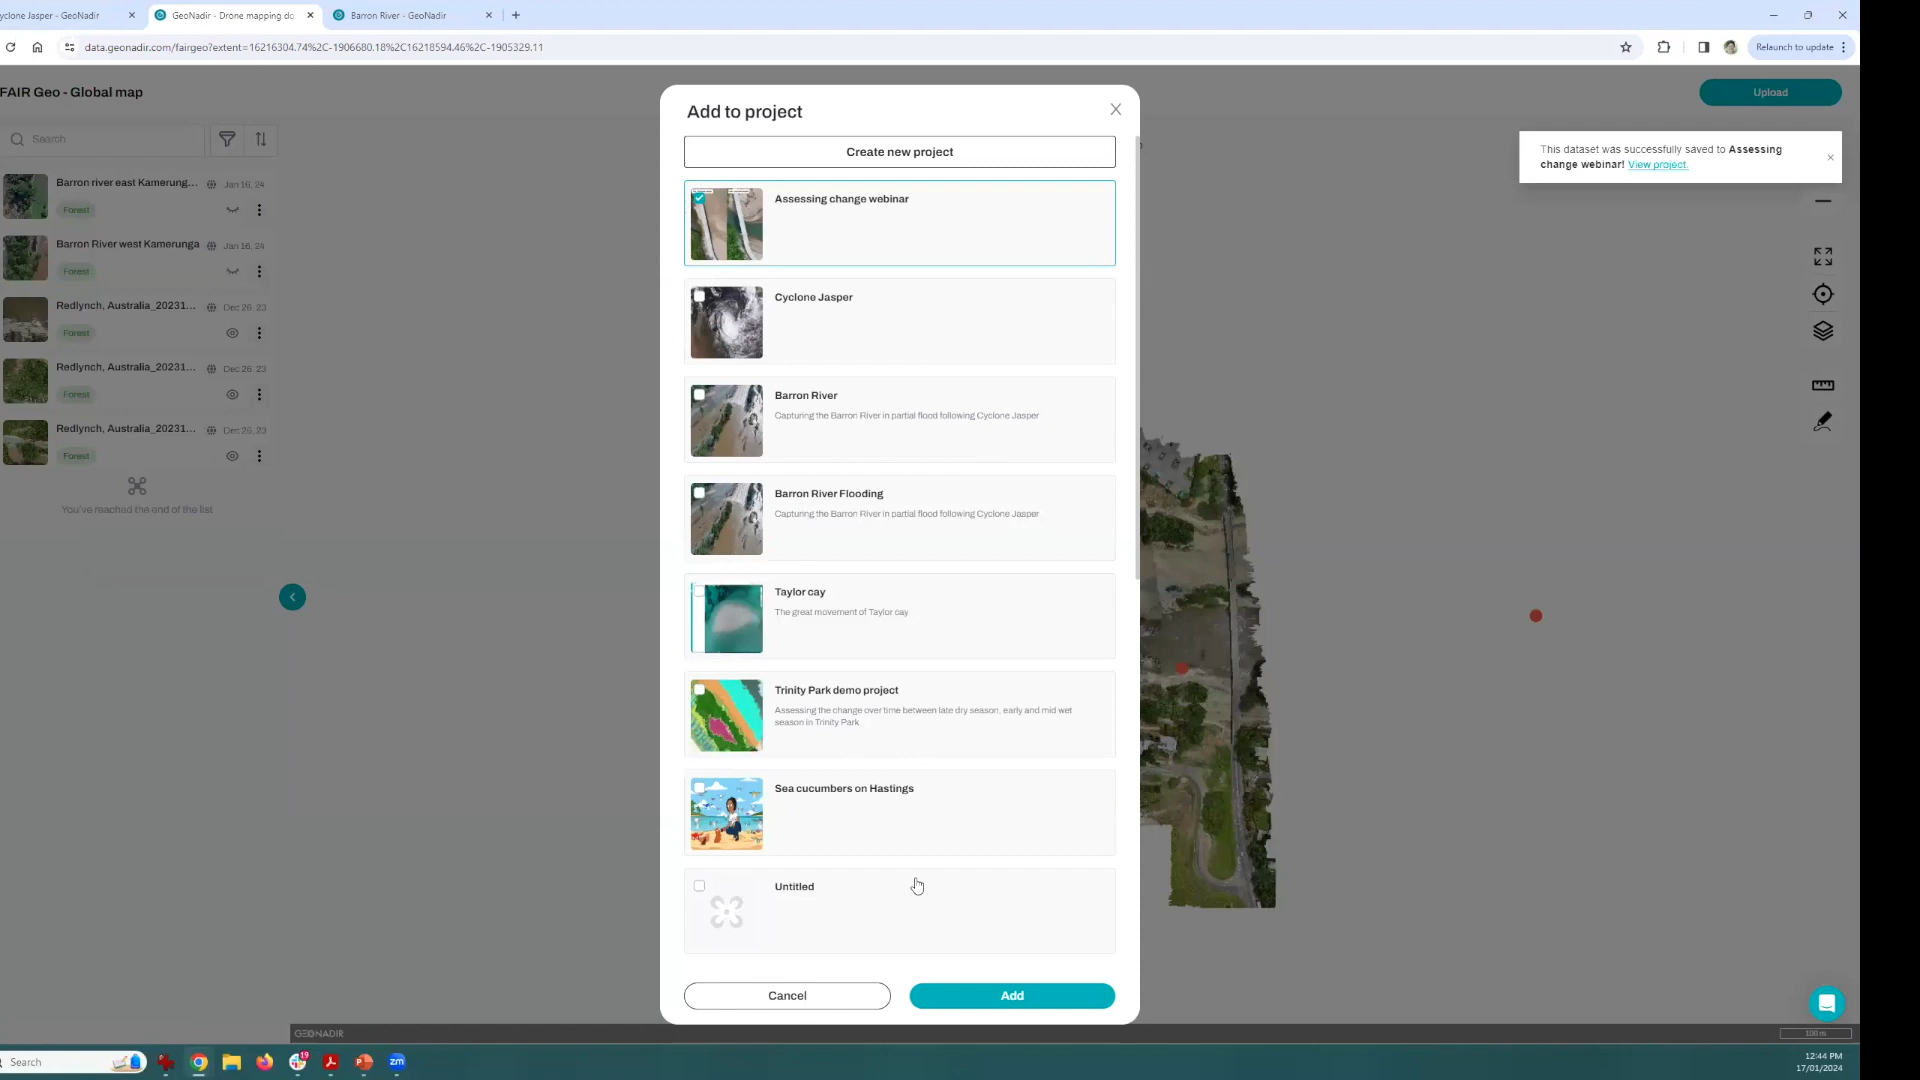 yclone Jasper - GeoNadir
GeoNadir - Drone mapping do
Barron River - GeoNadir
data.geonadir.com/fairgeo?extent=16216304.74%2C-1906680.18%2C16218594.46%2C-1905329.11
Relaunch to update
FAIR Geo - Global map
Upload
Search
Barron river east Kamerung...
Jan 16, 24
Forest
Barron River west Kamerunga
Jan 16, 24
Forest
Redlynch, Australia_20231...
Dec 26, 23
Forest
Redlynch, Australia_20231...
Dec 26, 23
Forest
Redlynch, Australia_20231...
Dec 26, 23
Forest
You've reached the end of the list
Add to project
Create new project
Assessing change webinar
Cyclone Jasper
Barron River
Capturing the Barron River in partial flood following Cyclone Jasper
Barron River Flooding
Capturing the Barron River in partial flood following Cyclone Jasper
Taylor cay
The great movement of Taylor cay
Trinity Park demo project
Assessing the change over time between late dry season, early and mid wet
season in Trinity Park
Sea cucumbers on Hastings
Untitled
Cancel
Add
This dataset was successfully saved to Assessing
change webinar! View project.
GEONADIR
100 m
Search
19
zm
12:44 PM
17/01/2024